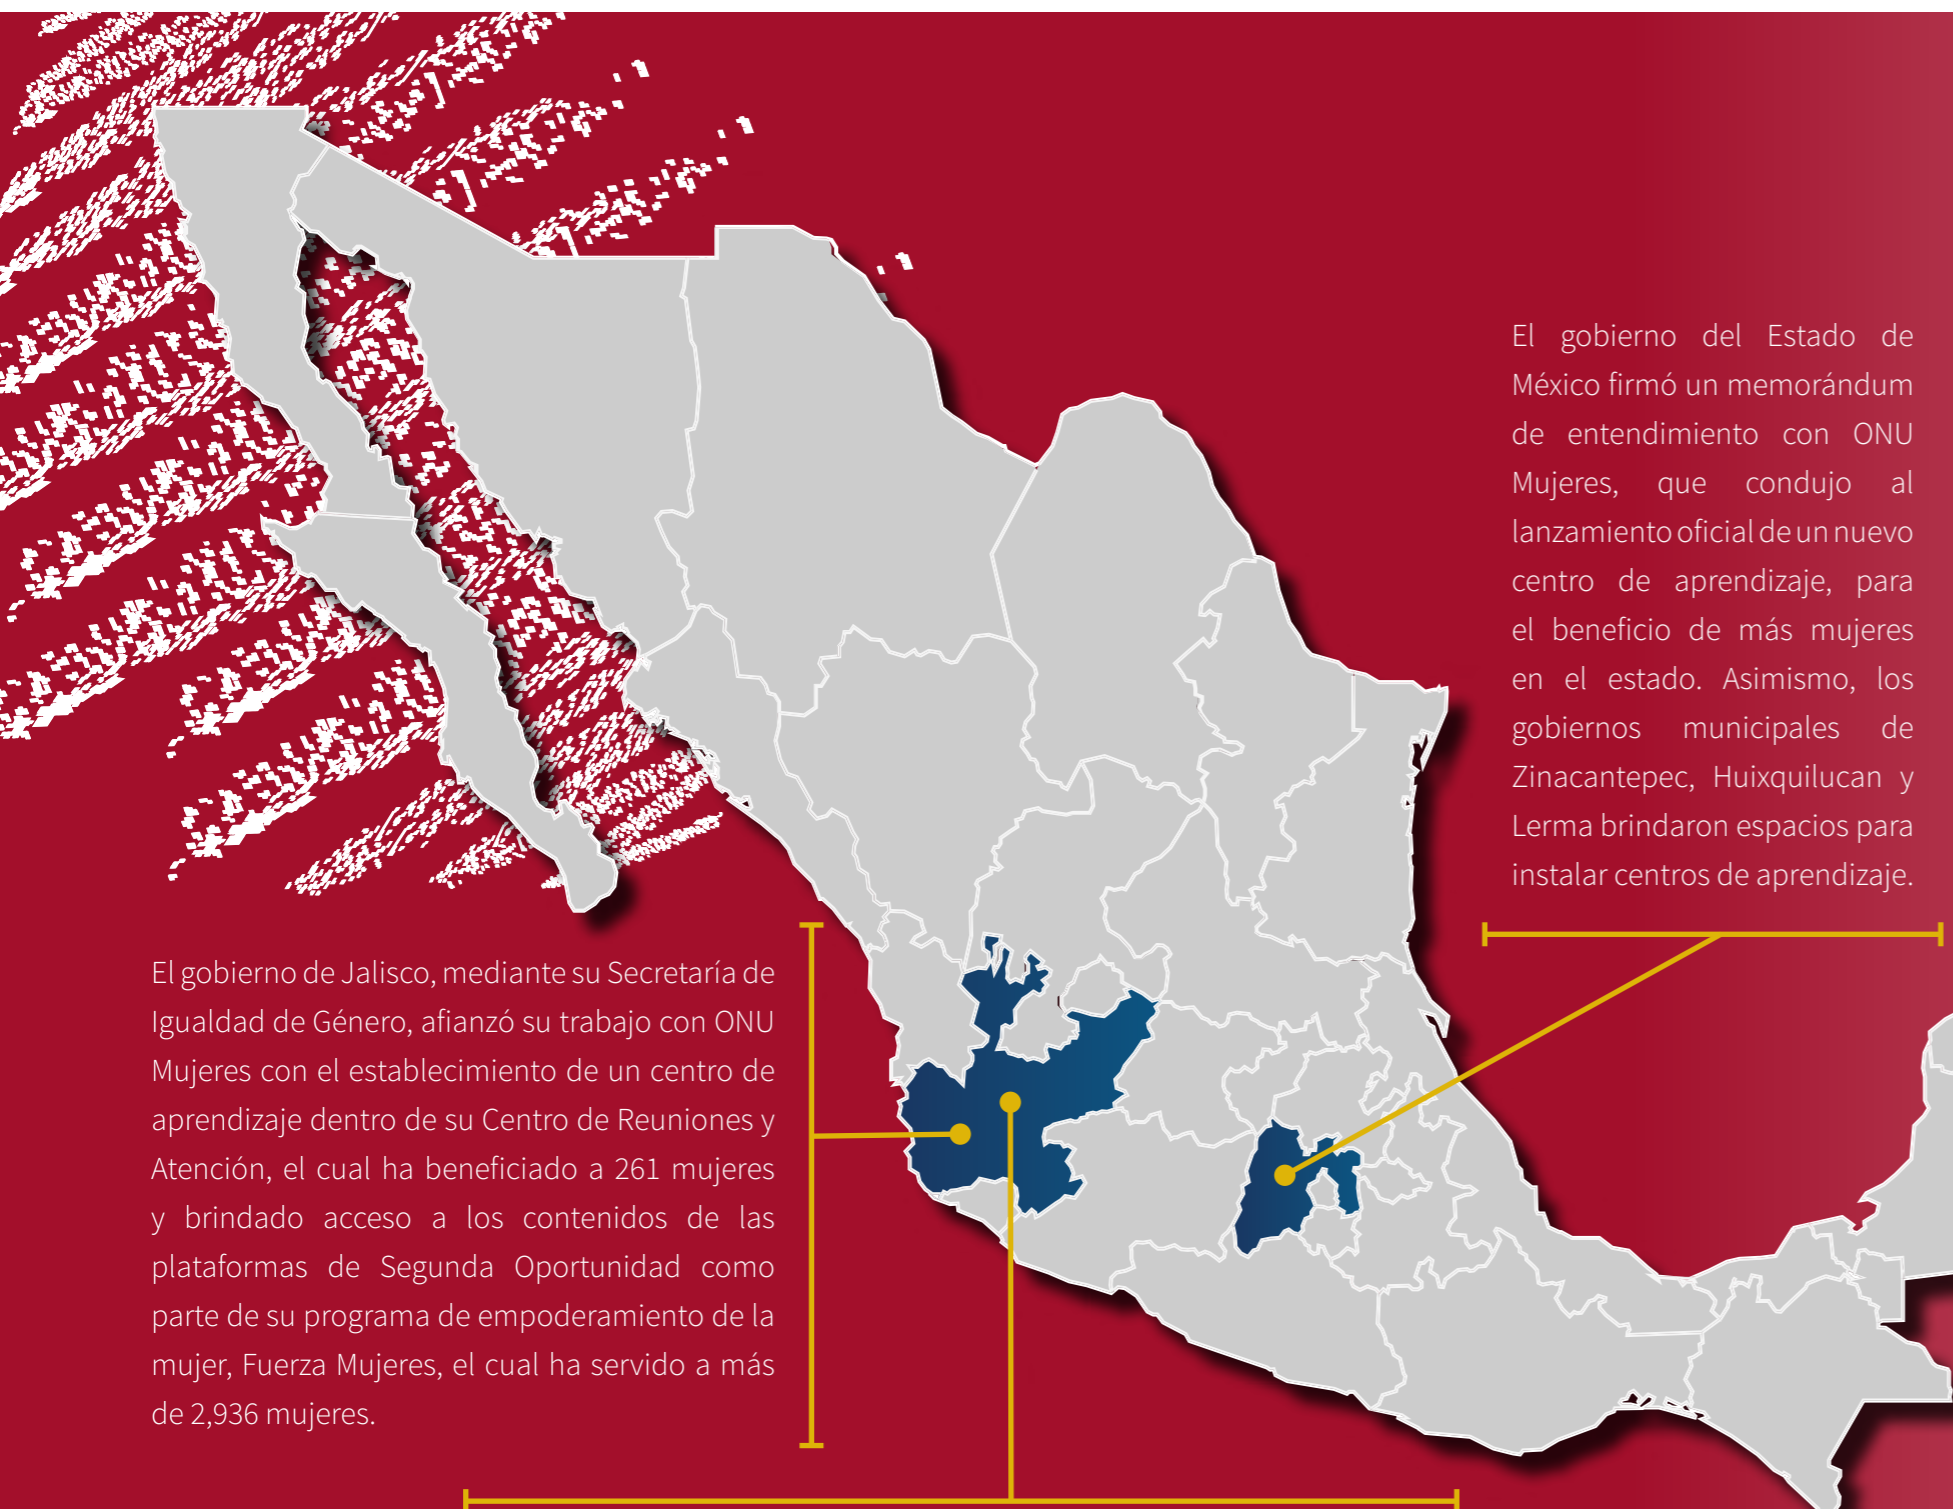 El gobierno del Estado de
México firmó un memorándum
de entendimiento con ONU
Mujeres, que condujo al
lanzamiento oficial de un nuevo
centro de aprendizaje, para
el beneficio de más mujeres
en el estado. Asimismo, los
gobiernos municipales de
Zinacantepec, Huixquilucan y
Lerma brindaron espacios para
instalar centros de aprendizaje.
El gobierno de Jalisco, mediante su Secretaría de
Igualdad de Género, afianzó su trabajo con ONU
Mujeres con el establecimiento de un centro de
aprendizaje dentro de su Centro de Reuniones y
Atención, el cual ha beneficiado a 261 mujeres
y brindado acceso a los contenidos de las
plataformas de Segunda Oportunidad como
parte de su programa de empoderamiento de la
mujer, Fuerza Mujeres, el cual ha servido a más
de 2,936 mujeres.